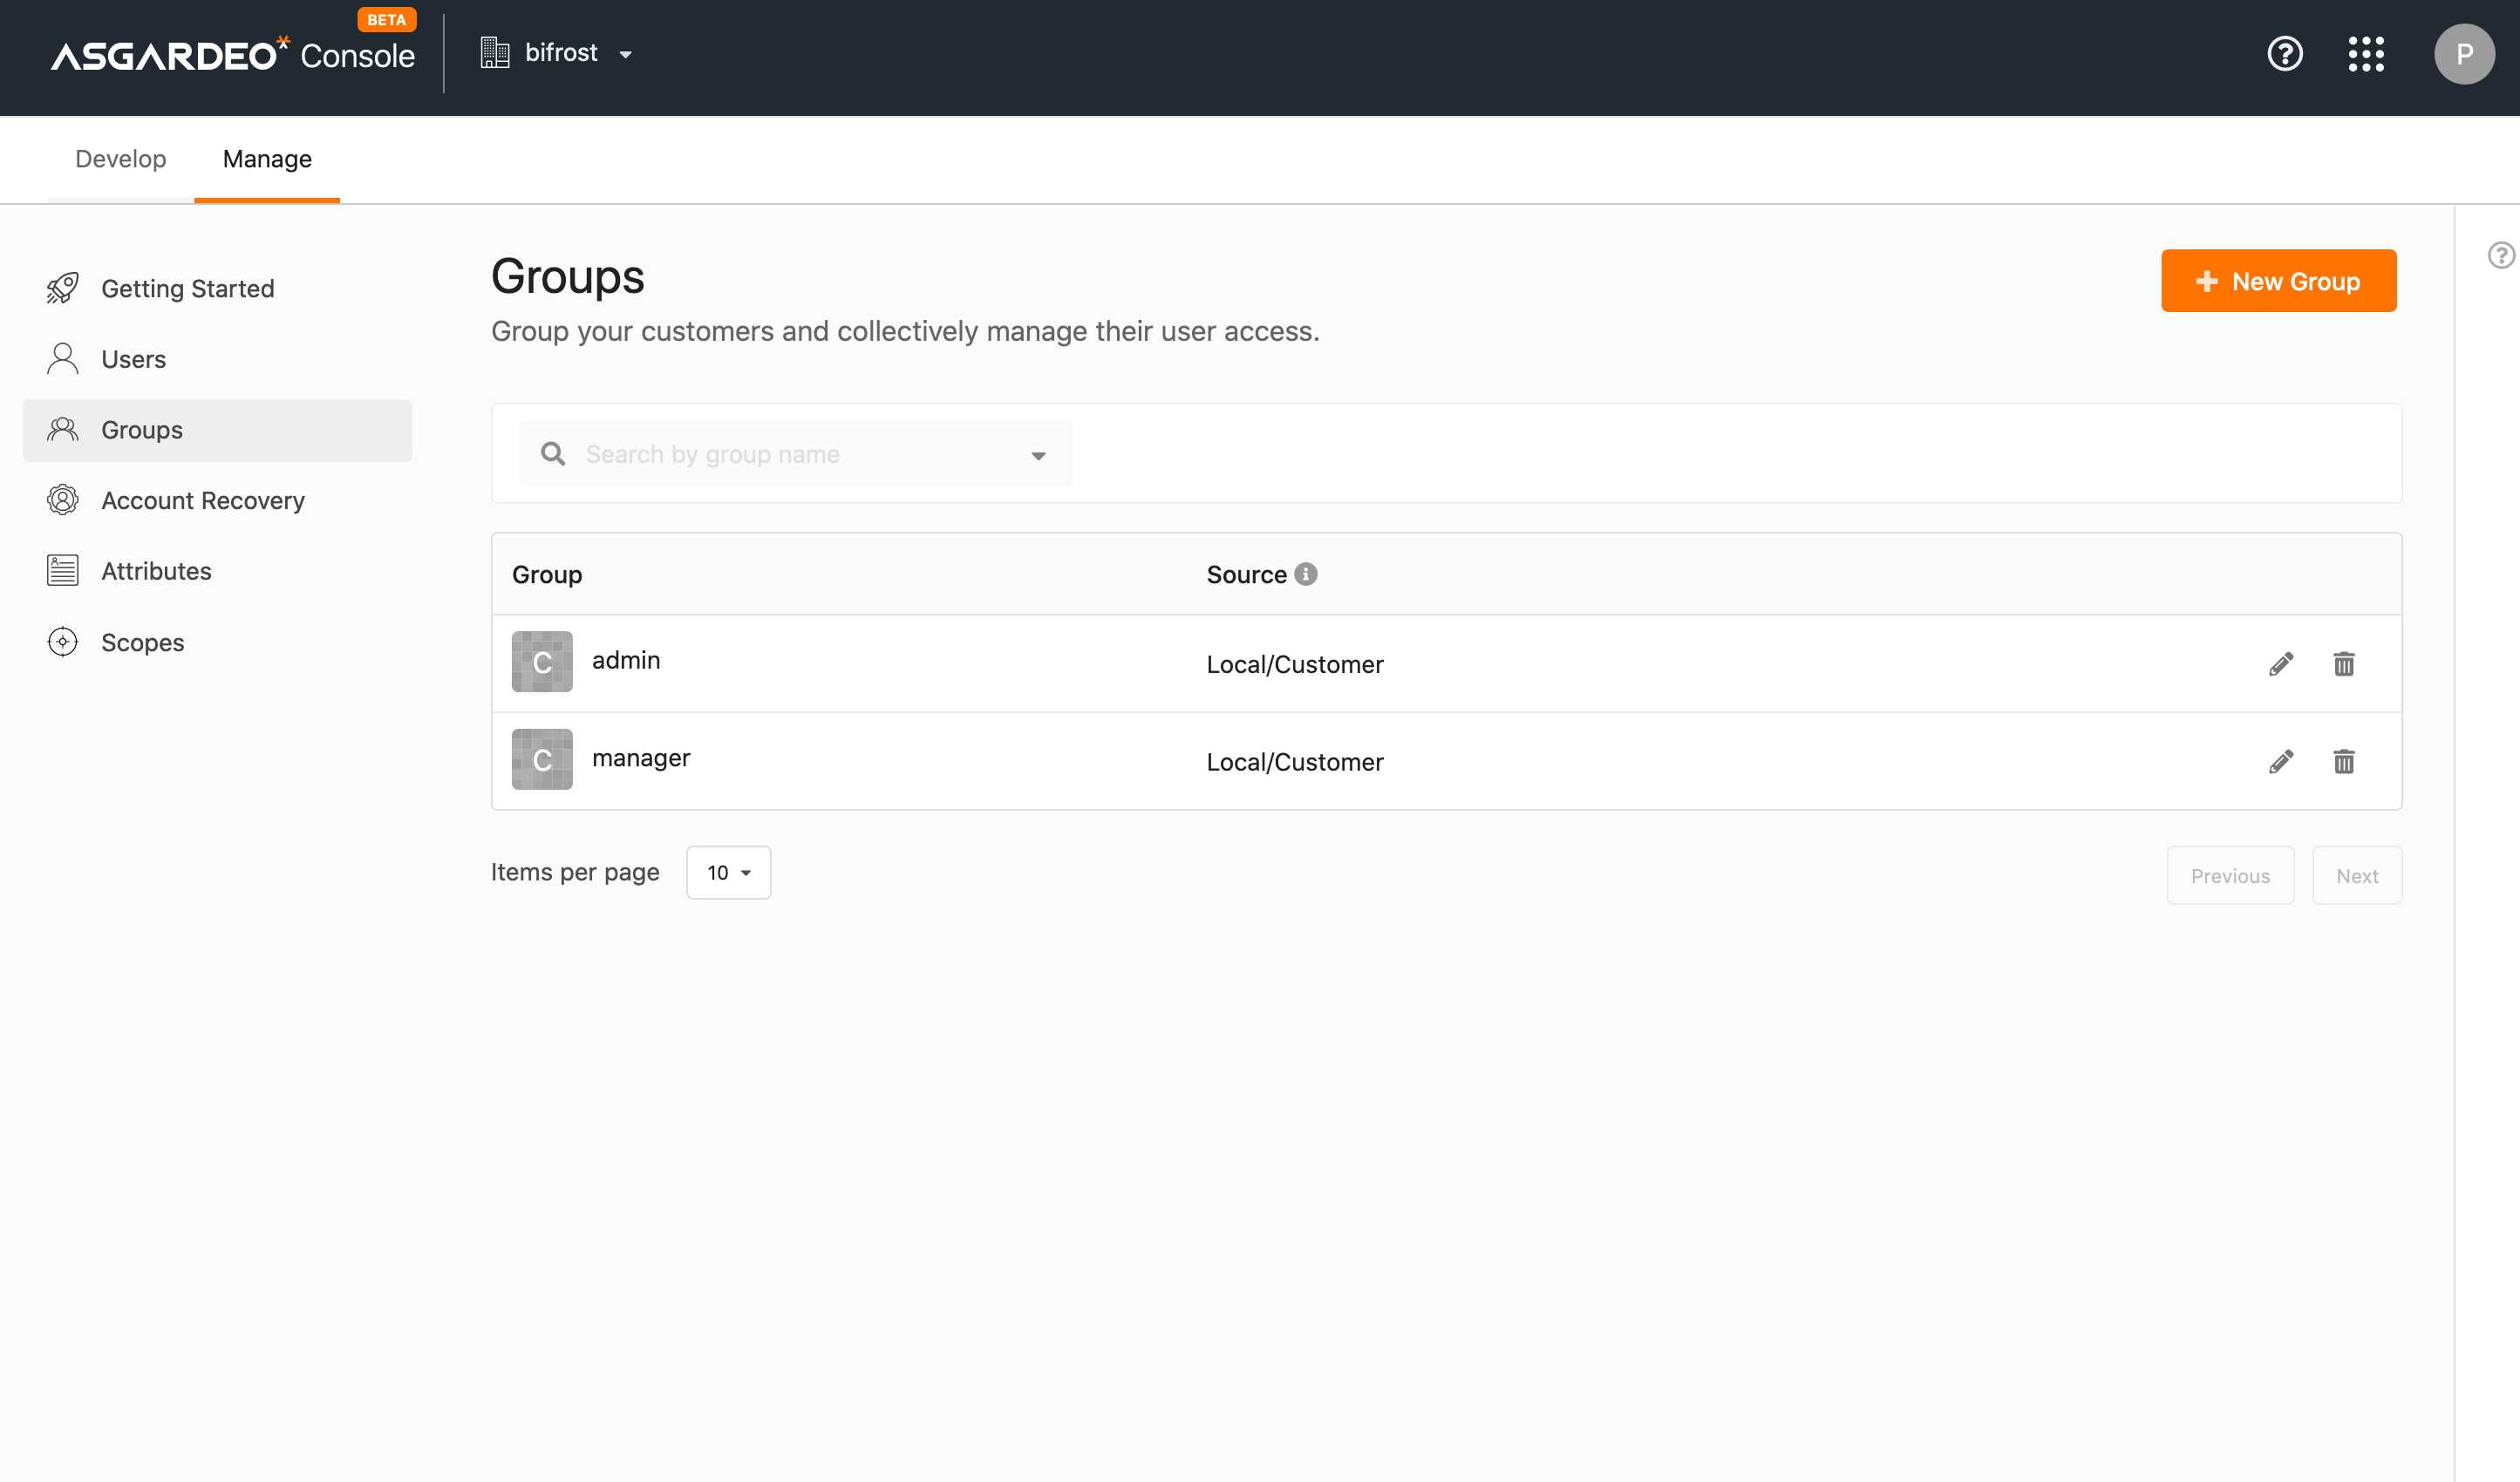 BETA
ASGARDEO Console
bifrost
P
Develop
Manage
Getting Started
Users
Groups
Account Recovery
Attributes
Scopes
Groups
Group your customers and collectively manage their user access.
New Group
Search by group name
Group
Source
C
admin
Local/Customer
C
manager
Local/Customer
Items per page
10
Previous
Next